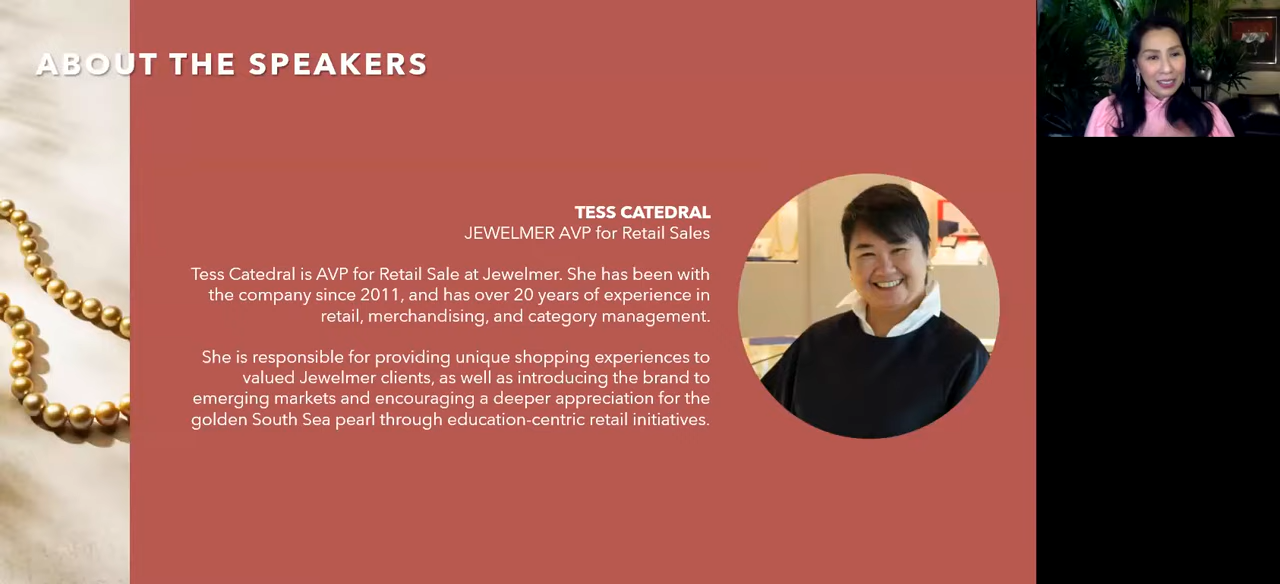 ABOUT THE SPEAKERS
TESS CATEDRAL
JEWELMER AVP for Retail Sales
Tess Catedral is AVP for Retail Sale at Jewelmer. She has been with
the company since 2011, and has over 20 years of experience in
retail, merchandising, and category management.
She is responsible for providing unique shopping experiences to
valued Jewelmer clients, as well as introducing the brand to
emerging markets and encouraging a deeper appreciation for the
golden South Sea pearl through education-centric retail initiatives.